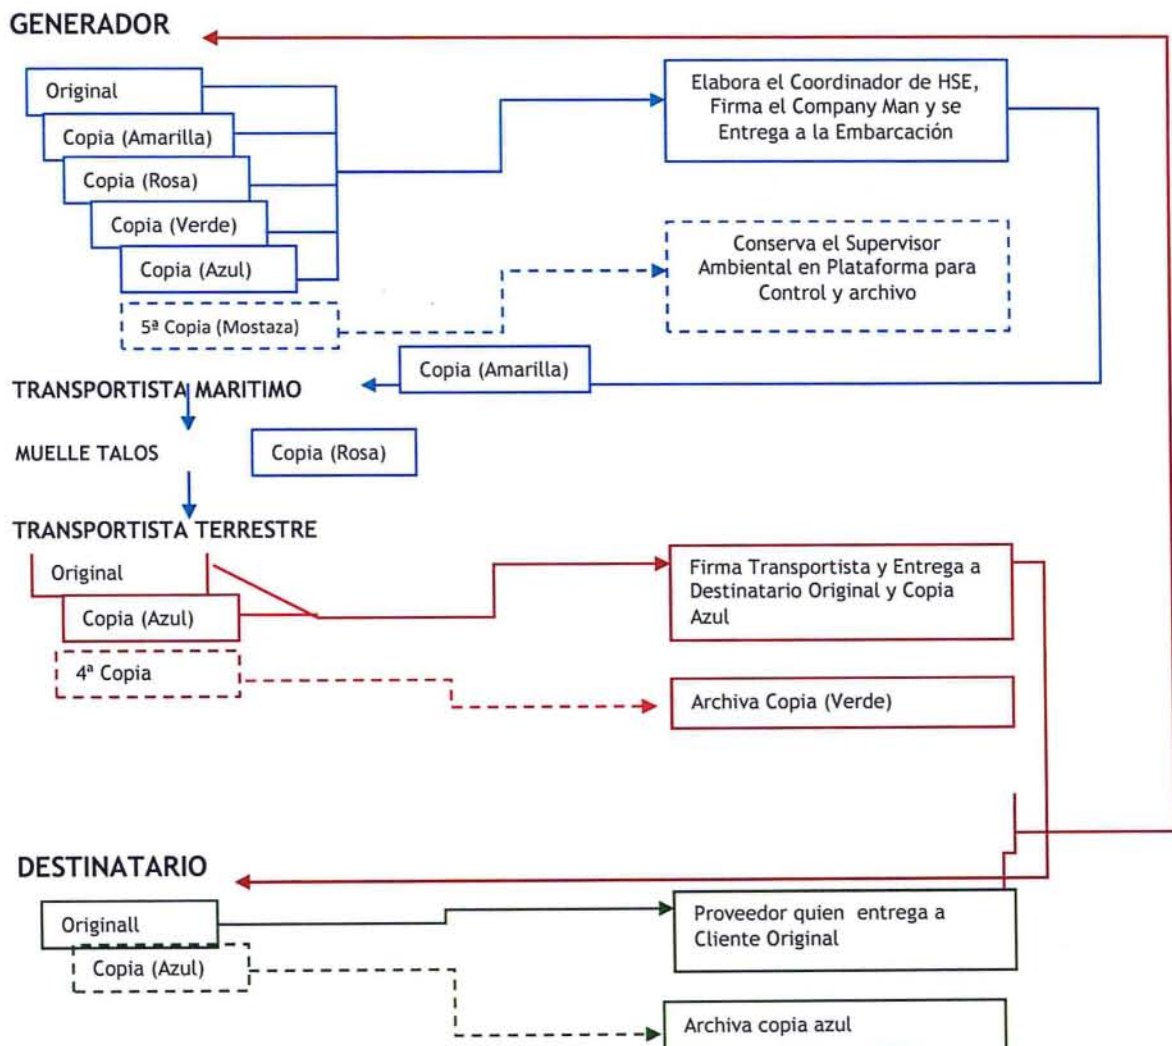 GENERADOR
Original
Copia (Amarilla)
Copia (Rosa)
Copia (Verde)
Copia (Azul)
5ª Copia (Mostaza)
Elabora el Coordinador de HSE,
Firma el Company Man y se
Entrega a la Embarcación
Conserva el Supervisor
Ambiental en Plataforma para
Control y archivo
Copia (Amarilla)
TRANSPORTISTA MARITIMO
MUELLE TALOS
Copia (Rosa)
TRANSPORTISTA TERRESTRE
Original
Copia (Azul)
4ª Copia
Firma Transportista y Entrega a
Destinatario Original y Copia
Azul
Archiva Copia (Verde)
DESTINATARIO
Originall
Copia (Azul)
Proveedor quien entrega a
Cliente Original
Archiva copia azul